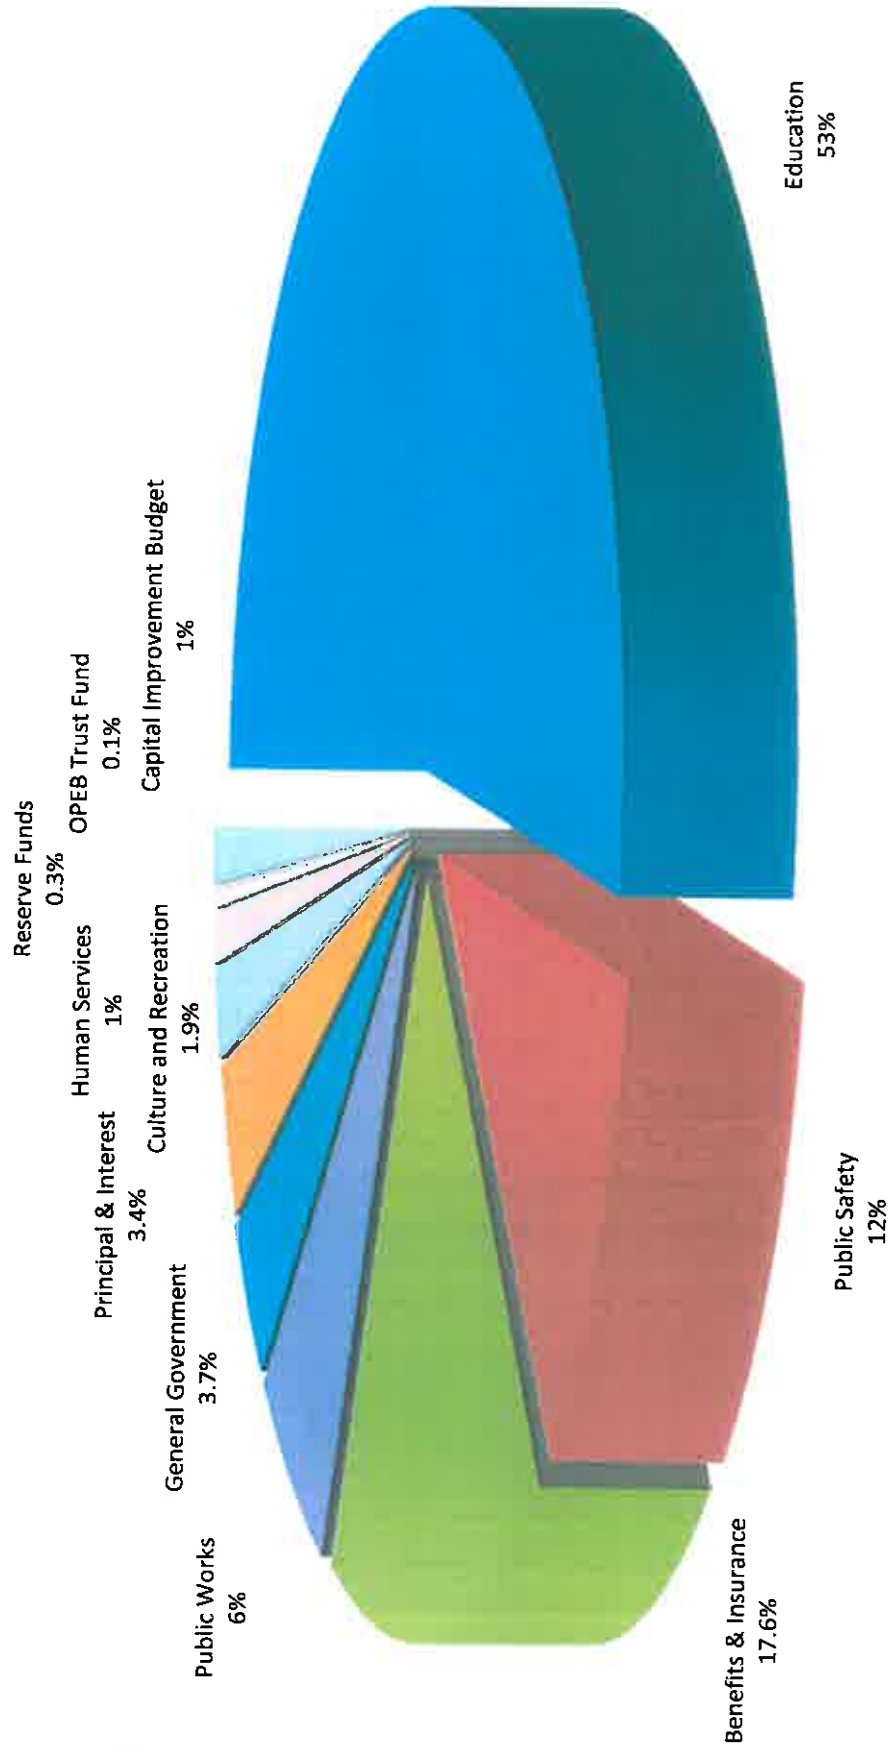 Reserve Funds
0.3%
OPEB Trust Fund
0.1%
Capital Improvement Budget
1%
Human Services
1%
Culture and Recreation
1.9%
Principal & Interest
3.4%
General Government
3.7%
Public Works
6%
Benefits & Insurance
17.6%
Public Safety
12%
Education
53%